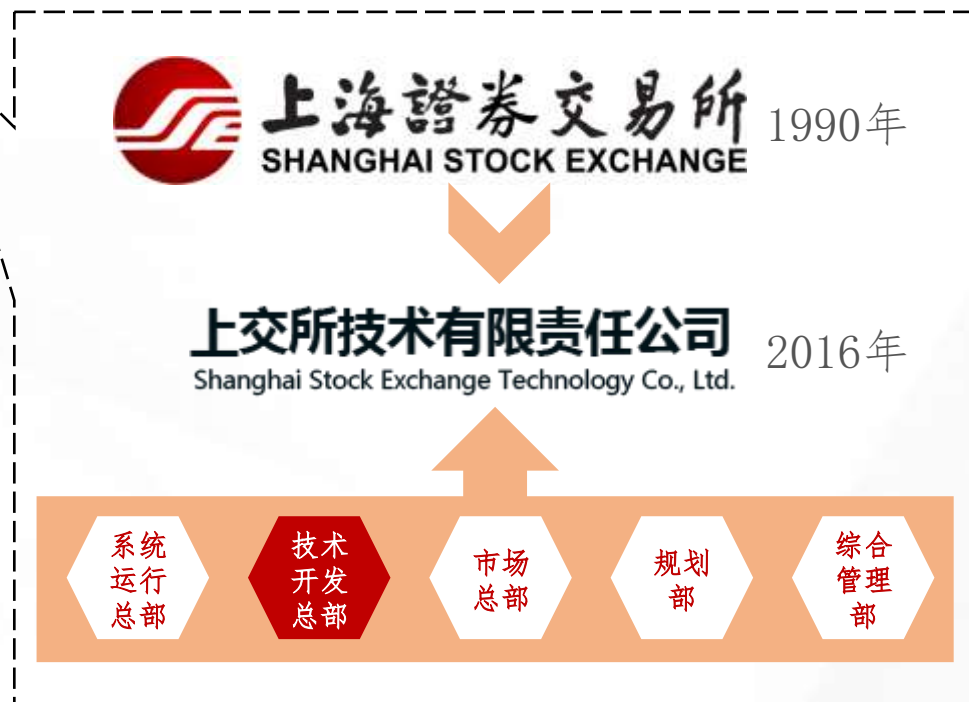 上海證券交易所
SHANGHAI STOCK EXCHANGE
1990年
上交所技术有限责任公司
Shanghai Stock Exchange Technology Co., Ltd.
2016年
系统
运行
总部
技术
开发
总部
市场
总部
规划
部
综合
管理
部